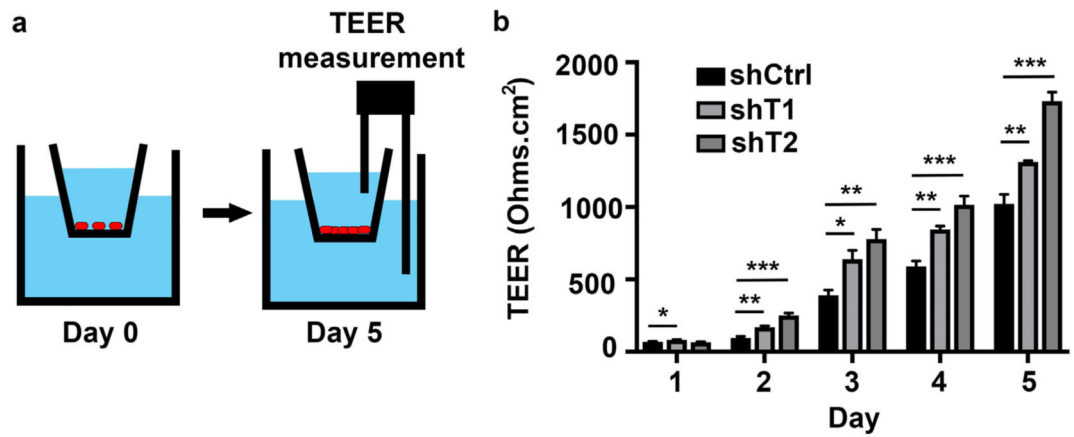 a
TEER
measurement
Day 0
Day 5
b
TEER (Ohms.cm²)
2000
1500
1000
500
0
shCtrl
shT1
shT2
*
**
***
*
**
**
***
**
***
1
2
3
4
5
Day